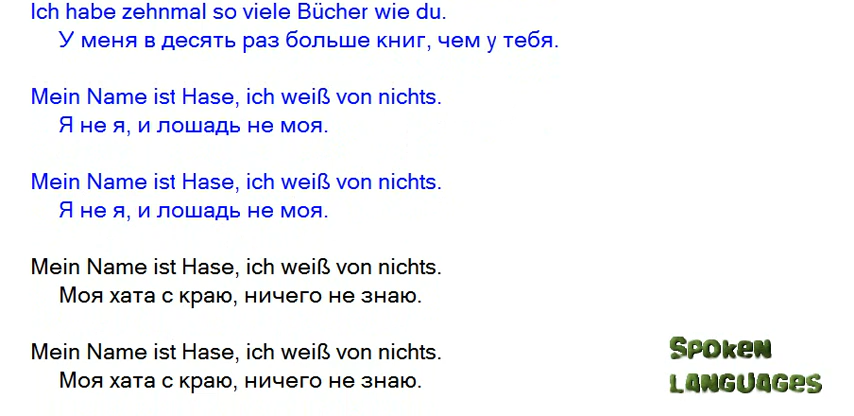 Ich habe zehnmal so viele Bücher wie du.
У меня в десять раз больше книг, чем у тебя.
Mein Name ist Hase, ich weiß von nichts.
Я не я, и лошадь не моя.
Mein Name ist Hase, ich weiß von nichts.
Я не я, и лошадь не моя.
Mein Name ist Hase, ich weiß von nichts.
Моя хата с краю, ничего не знаю.
Mein Name ist Hase, ich weiß von nichts.
Моя хата с краю, ничего не знаю.
Spoken
Languages